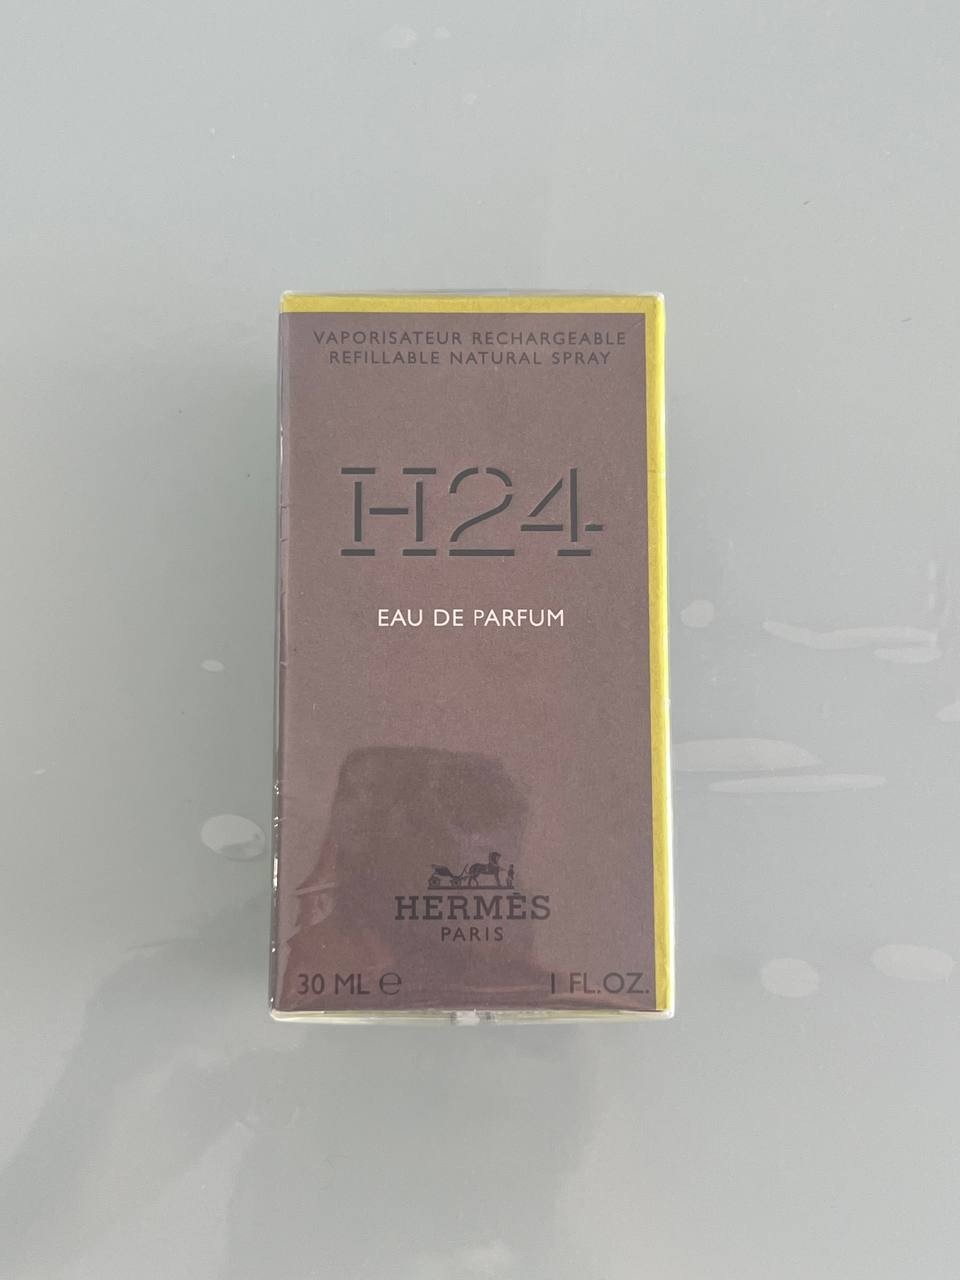 VAPORISATEUR RECHARGEABLE
REFILLABLE NATURAL SPRAY
H24
EAU DE PARFUM
HERMÈS
PARIS
30 ML ℮
1 FL.OZ.